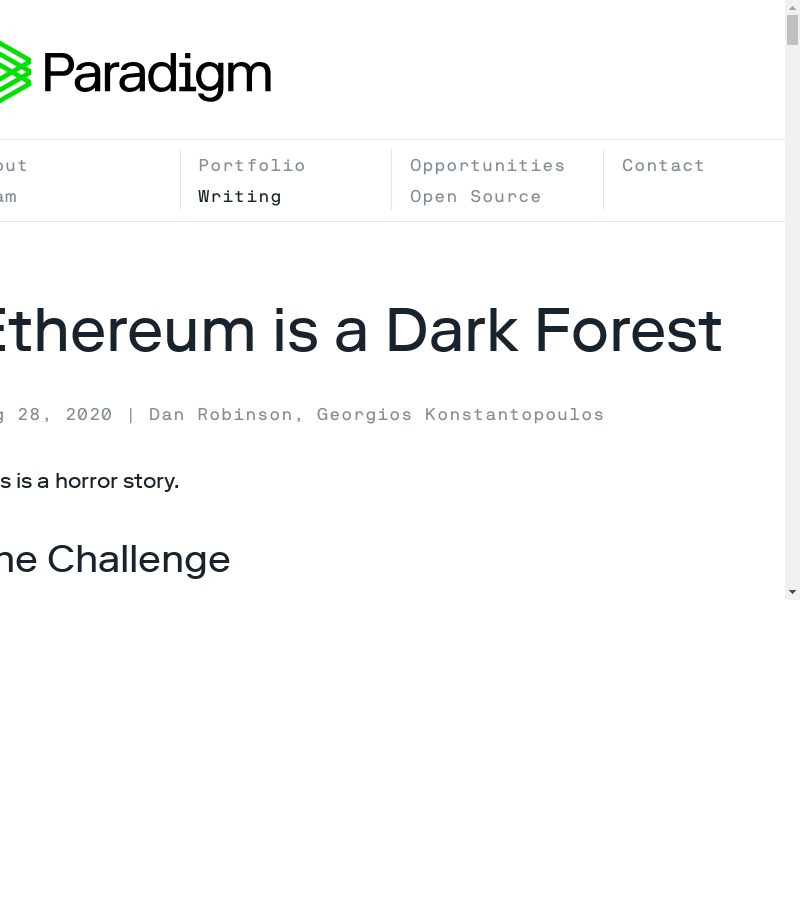 Paradigm
out
Portfolio
Opportunities
Contact
am
Writing
Open Source
Ethereum is a Dark Forest
g 28, 2020 | Dan Robinson, Georgios Konstantopoulos
s is a horror story.
he Challenge